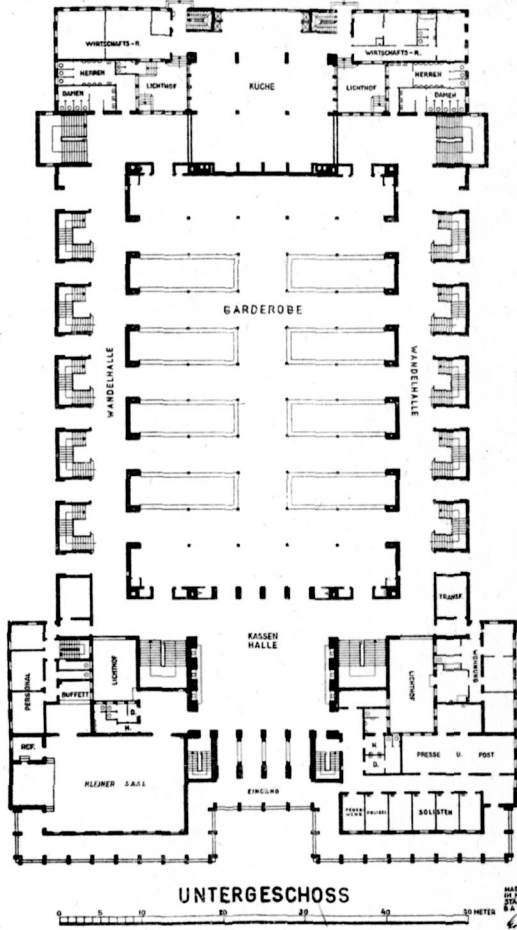 WIRTSCHAFTS-R.
WIRTSCHAFTS-R.
HERREN
LICHTHOF
KÜCHE
LICHTHOF
HERREN
DAMEN
DAMEN
GARDEROBE
WANDELHALLE
WANDELHALLE
TRANSF.
KASSEN
HALLE
PERSONAL
LICHTHOF
LICHTHOF
WOHNUNG
BUFFETT
D.
H.
H.
D.
PRESSE U. POST
KLEINER SAAL
EINGANG
POLIZEI
SOLISTEN
UNTERGESCHOSS
0 5 10 20 30 40 50 METER